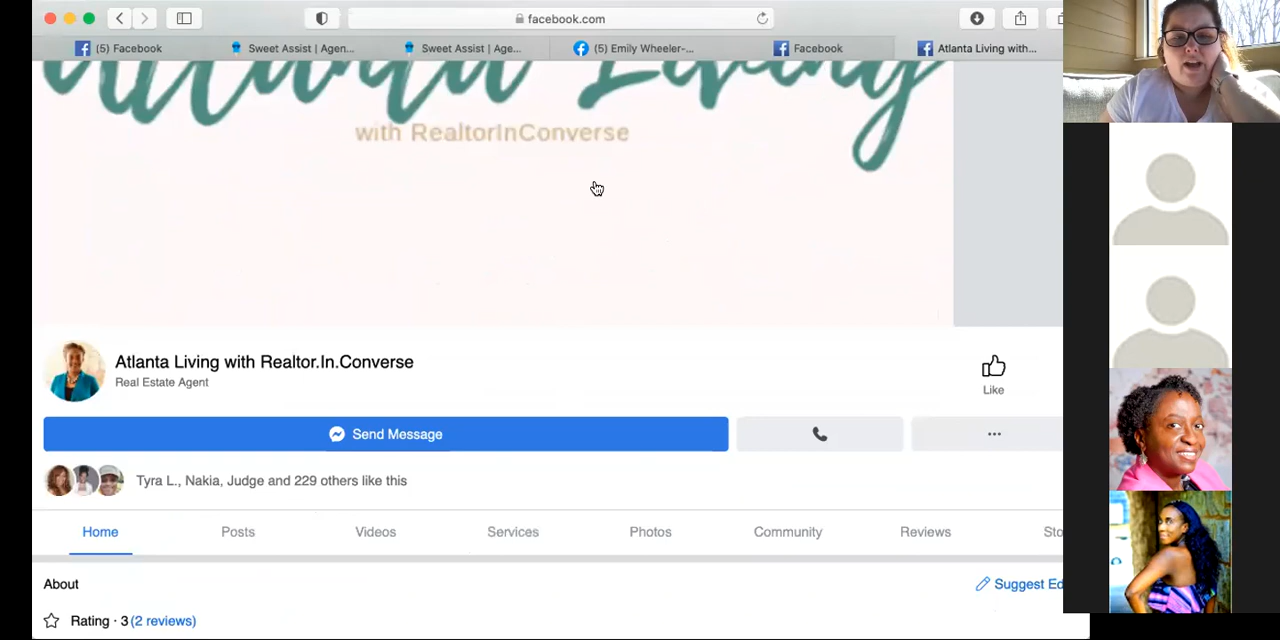 facebook.com
(5) Facebook
Sweet Assist | Agen...
Sweet Assist | Age...
(5) Emily Wheeler-...
Facebook
Atlanta Living with...
Atlanta Living
with RealtorInConverse
Atlanta Living with Realtor.In.Converse
Real Estate Agent
Like
Send Message
Tyra L., Nakia, Judge and 229 others like this
Home
Posts
Videos
Services
Photos
Community
Reviews
Sto
About
Suggest Ed
Rating · 3 (2 reviews)